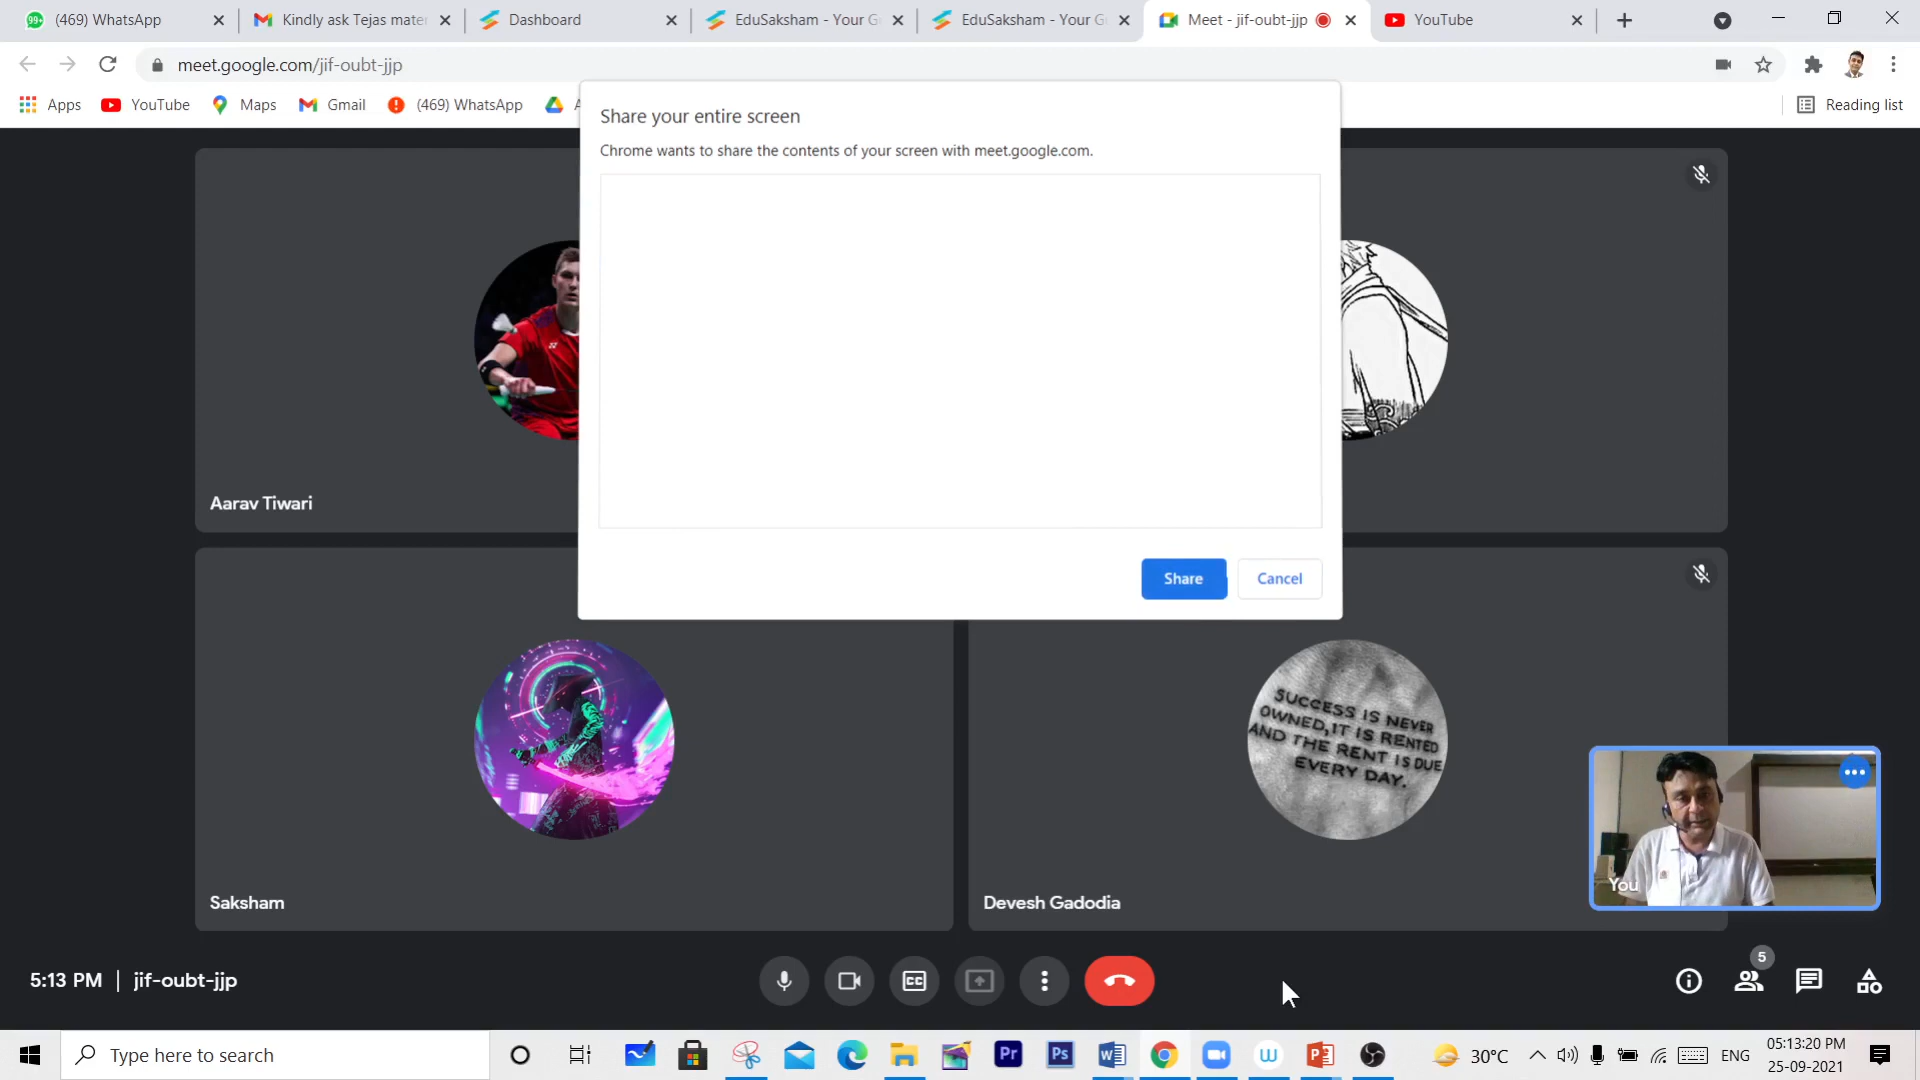 (469) WhatsApp
Kindly ask Tejas mate
Dashboard
EduSaksham - Your G
EduSaksham - Your G
Meet - jif-oubt-jjp
YouTube
meet.google.com/jif-oubt-jjp
Apps
YouTube
Maps
Gmail
(469) WhatsApp
Reading list
Share your entire screen
Chrome wants to share the contents of your screen with meet.google.com.
Share
Cancel
Aarav Tiwari
Saksham
SUCCESS IS NEVER
OWNED, IT IS RENTED
AND THE RENT IS DUE
EVERY DAY.
Devesh Gadodia
You
5:13 PM | jif-oubt-jjp
CC
5
Type here to search
Pr
Ps
30°C
ENG
05:13:20 PM
25-09-2021